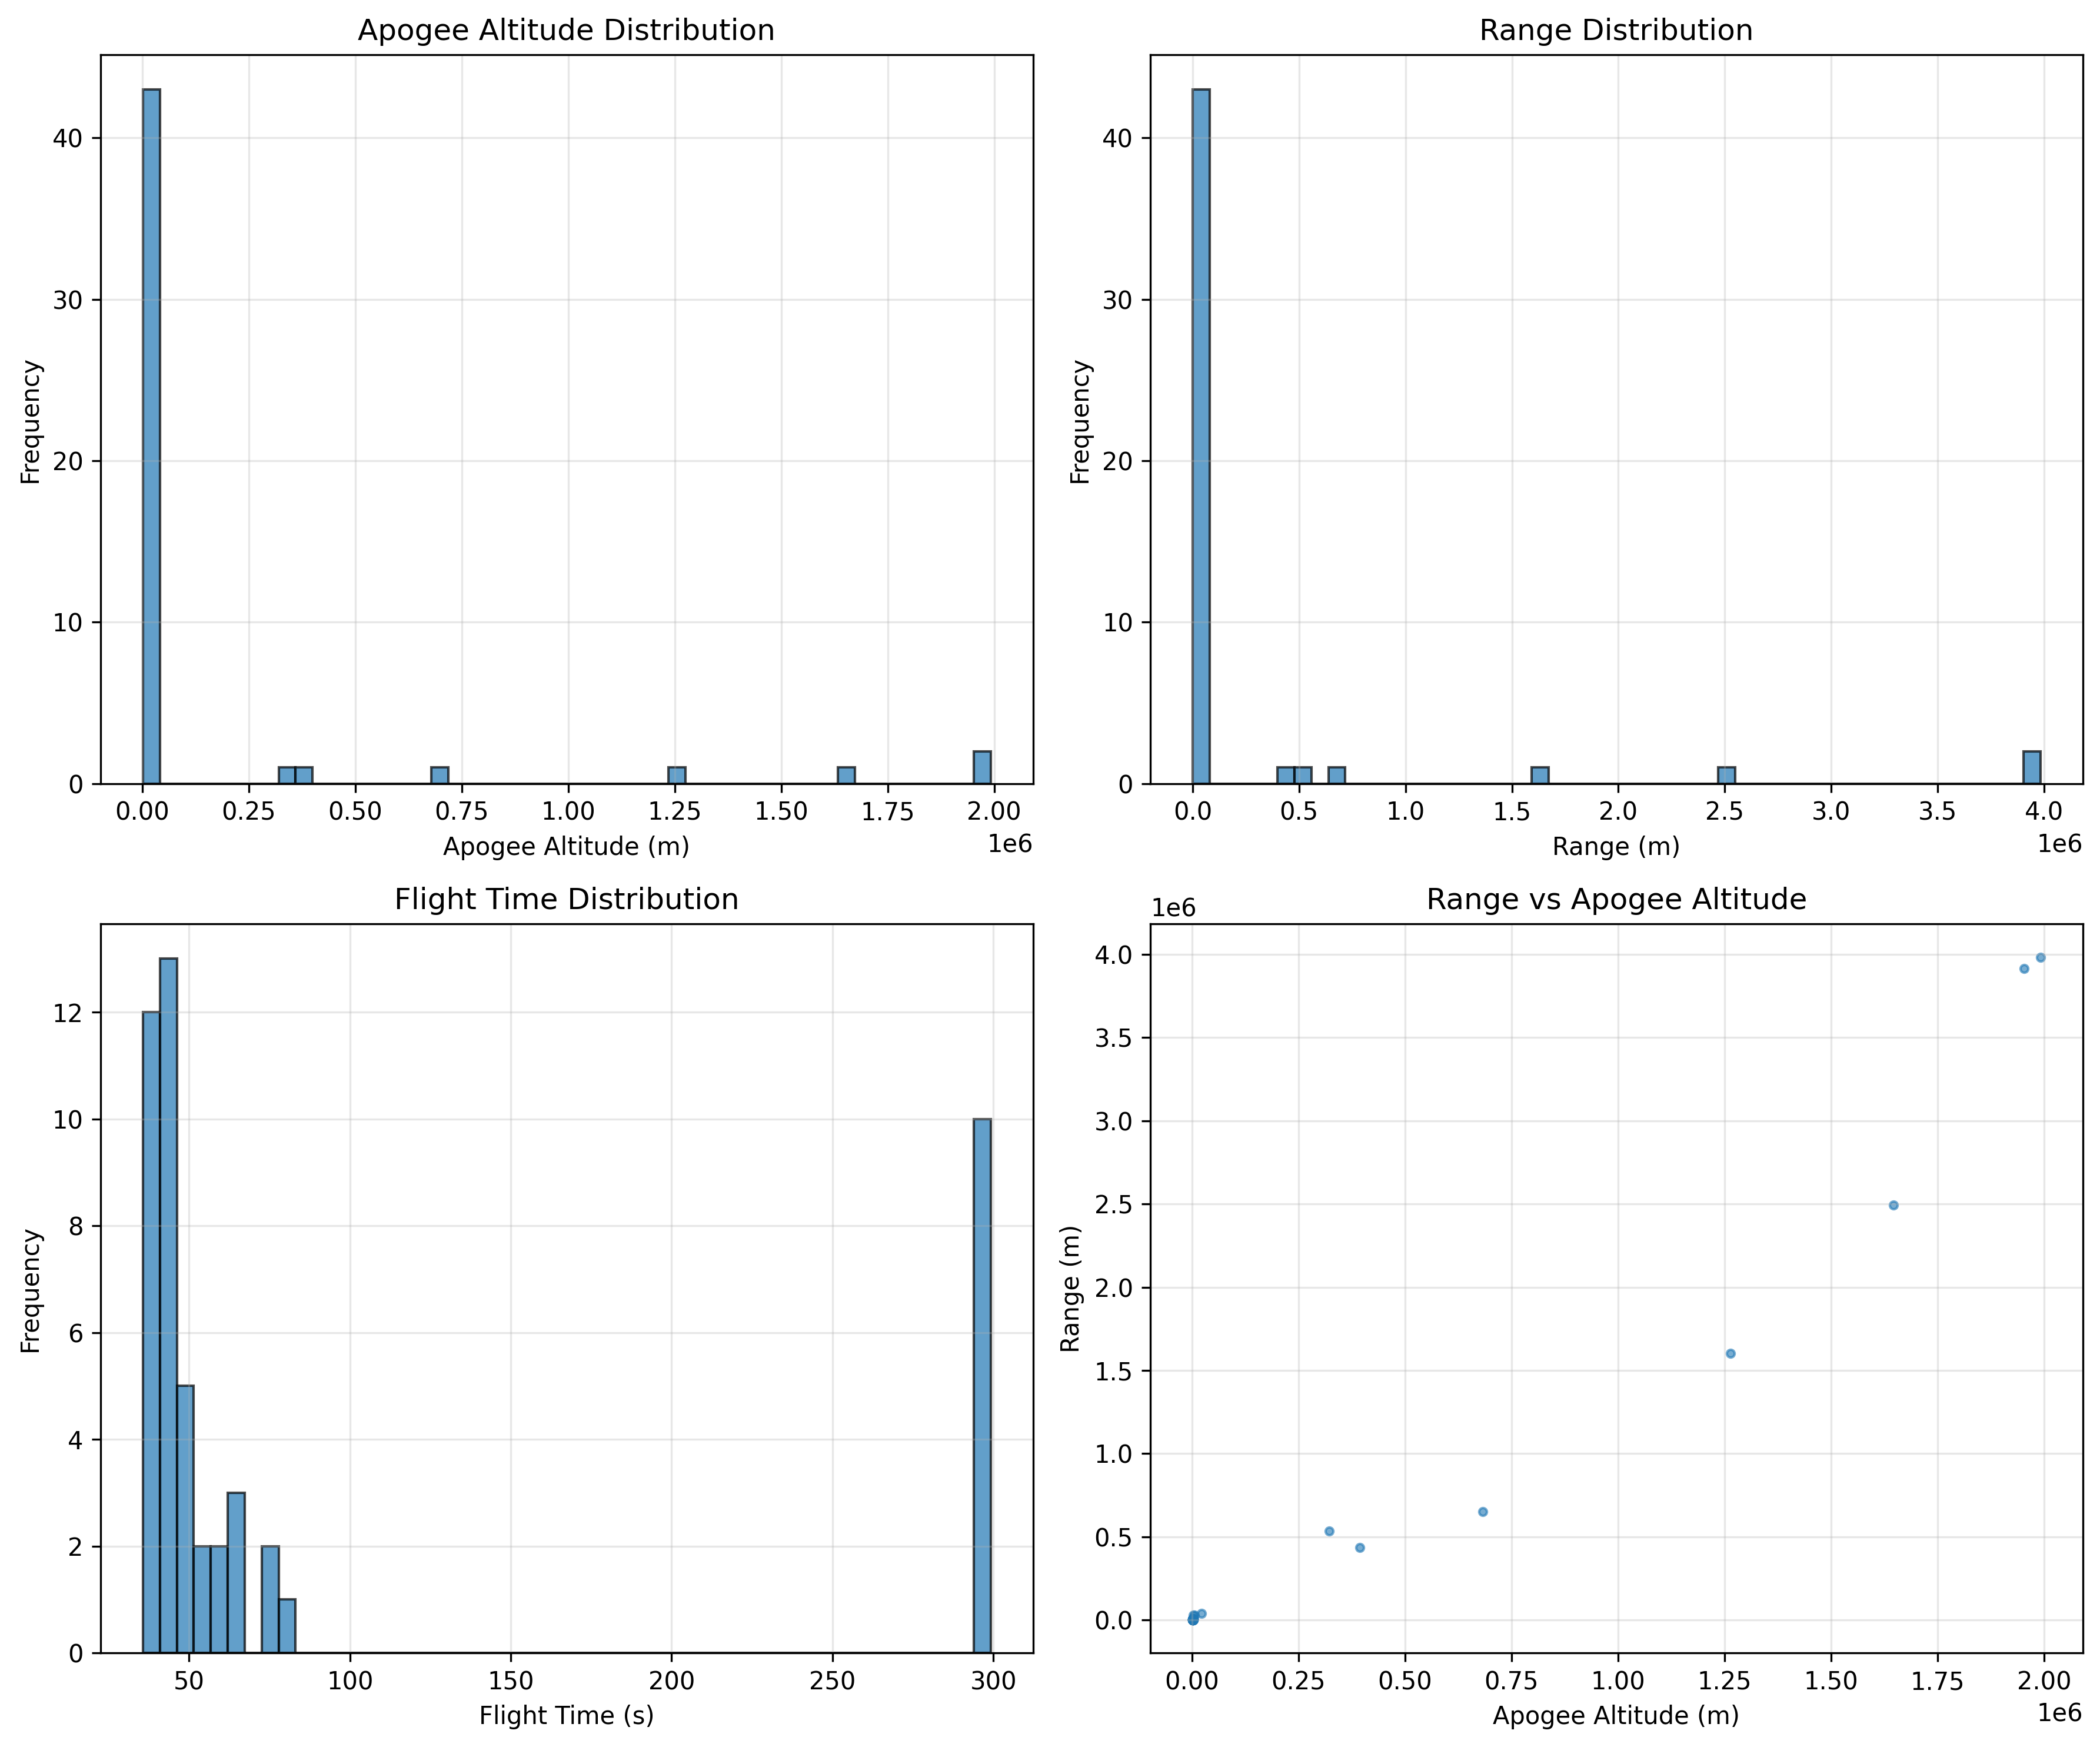 Apogee Altitude Distribution
Frequency
40
30
20
10
0
0.00 0.25 0.50 0.75 1.00 1.25 1.50 1.75 2.00
1e6
Apogee Altitude (m)
Range Distribution
Frequency
40
30
20
10
0
0.0 0.5 1.0 1.5 2.0 2.5 3.0 3.5 4.0
1e6
Range (m)
Flight Time Distribution
Frequency
12
10
8
6
4
2
0
50 100 150 200 250 300
Flight Time (s)
Range vs Apogee Altitude
1e6
Range (m)
4.0
3.5
3.0
2.5
2.0
1.5
1.0
0.5
0.0
0.00 0.25 0.50 0.75 1.00 1.25 1.50 1.75 2.00
1e6
Apogee Altitude (m)